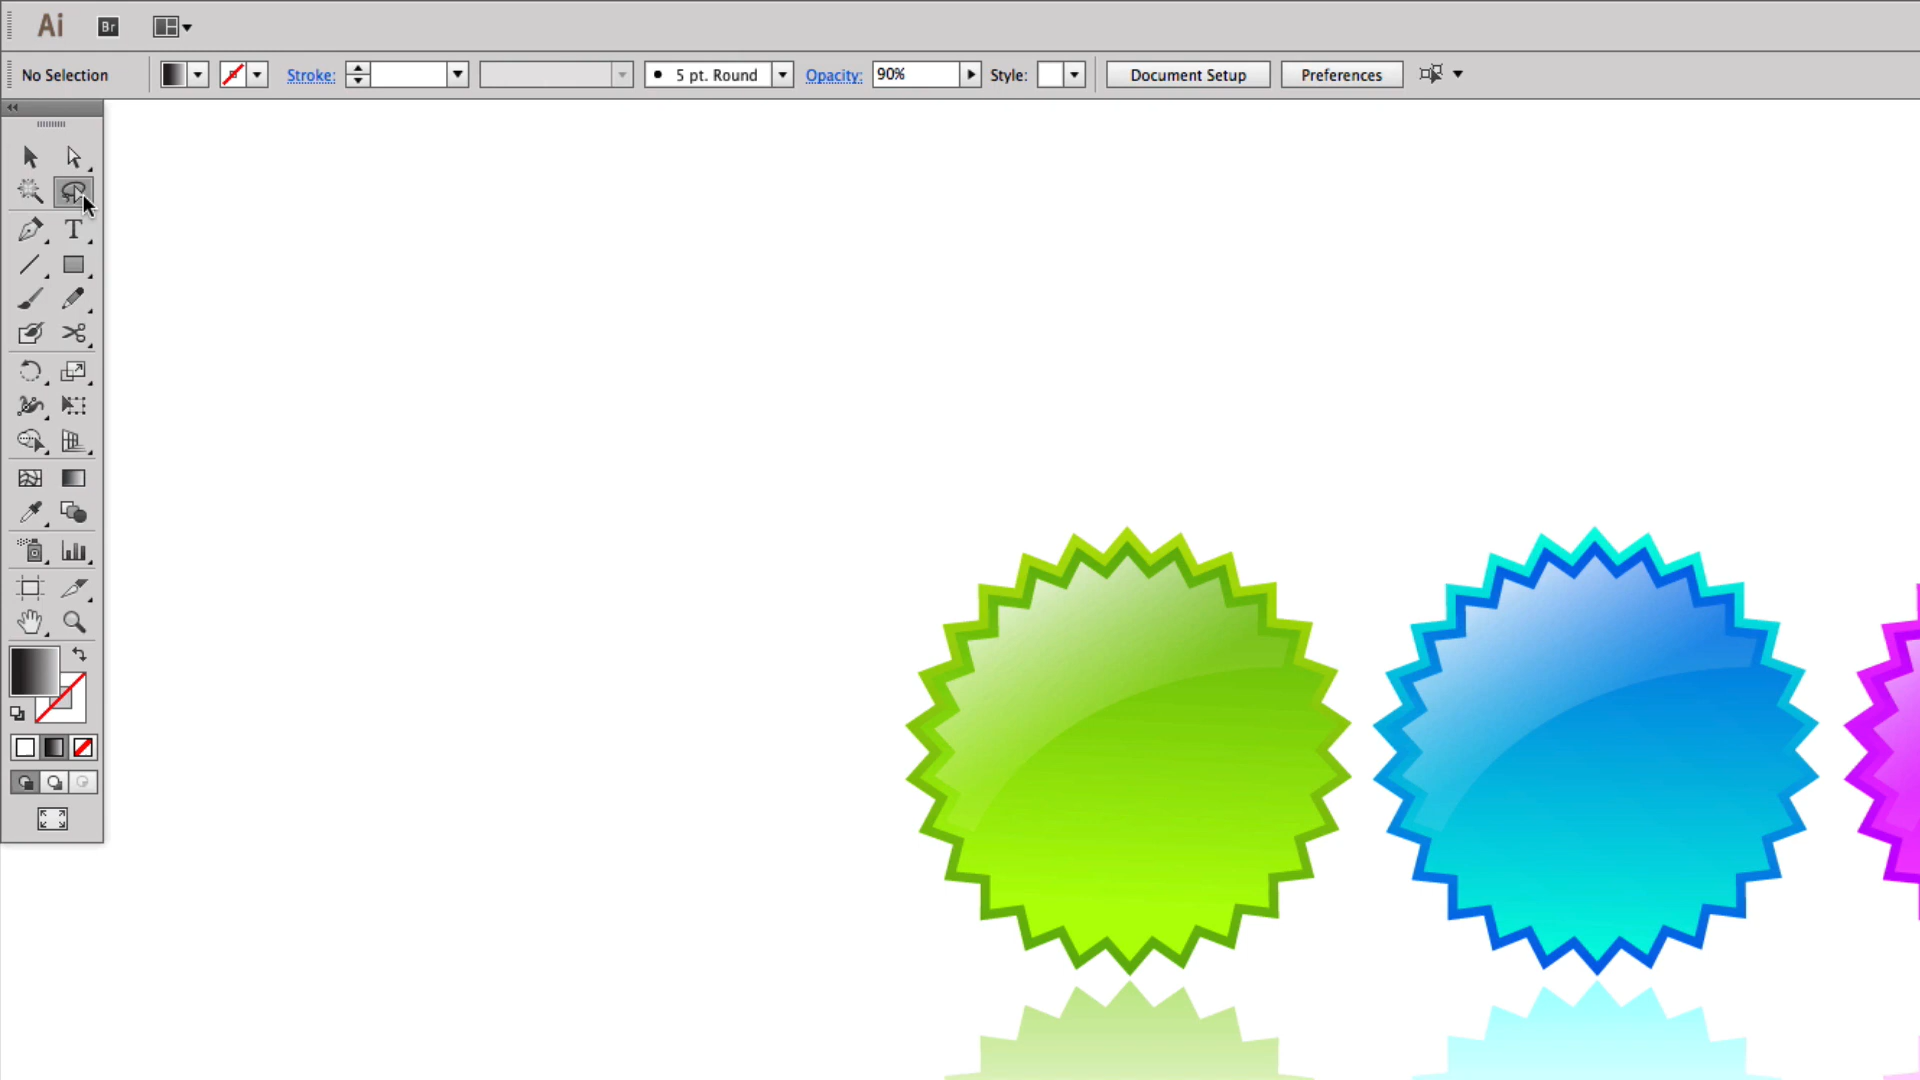 Ai Br
No Selection Stroke: 5 pt. Round Opacity: 90% Style: Document Setup Preferences
T